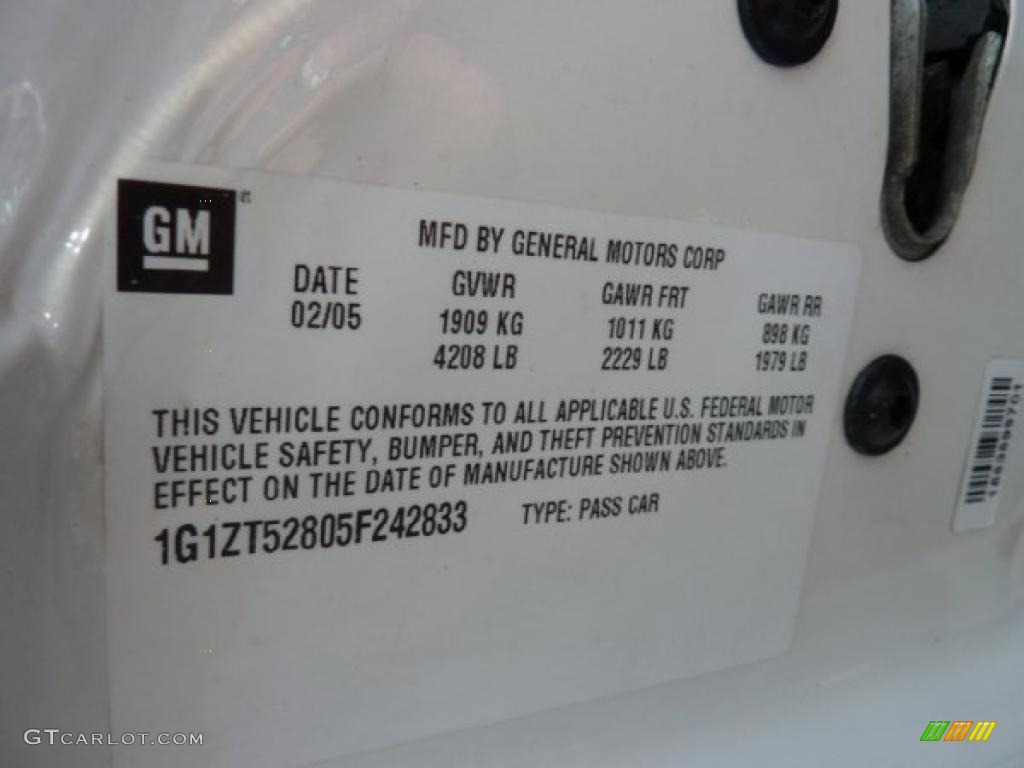 GM
MFD BY GENERAL MOTORS CORP
DATE GVWR GAWR FRT GAWR RR
02/05 1909 KG 1011 KG 898 KG
4208 LB 2229 LB 1979 LB
THIS VEHICLE CONFORMS TO ALL APPLICABLE U.S. FEDERAL MOTOR
VEHICLE SAFETY, BUMPER, AND THEFT PREVENTION STANDARDS IN
EFFECT ON THE DATE OF MANUFACTURE SHOWN ABOVE.
1G1ZT52805F242833 TYPE: PASS CAR
GTCARLOT.COM